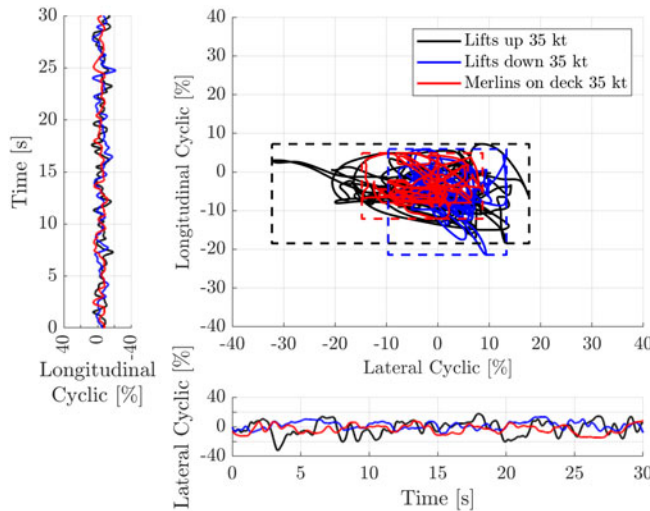 30
25
20
15
10
5
0
Time [s]
40
0
-40
Longitudinal
Cyclic [%]
40
30
20
10
0
-10
-20
-30
-40
Longitudinal Cyclic [%]
Lifts up 35 kt
Lifts down 35 kt
Merlins on deck 35 kt
-40 -30 -20 -10 0 10 20 30 40
Lateral Cyclic [%]
40
0
-40
Lateral Cyclic [%]
0 5 10 15 20 25 30
Time [s]